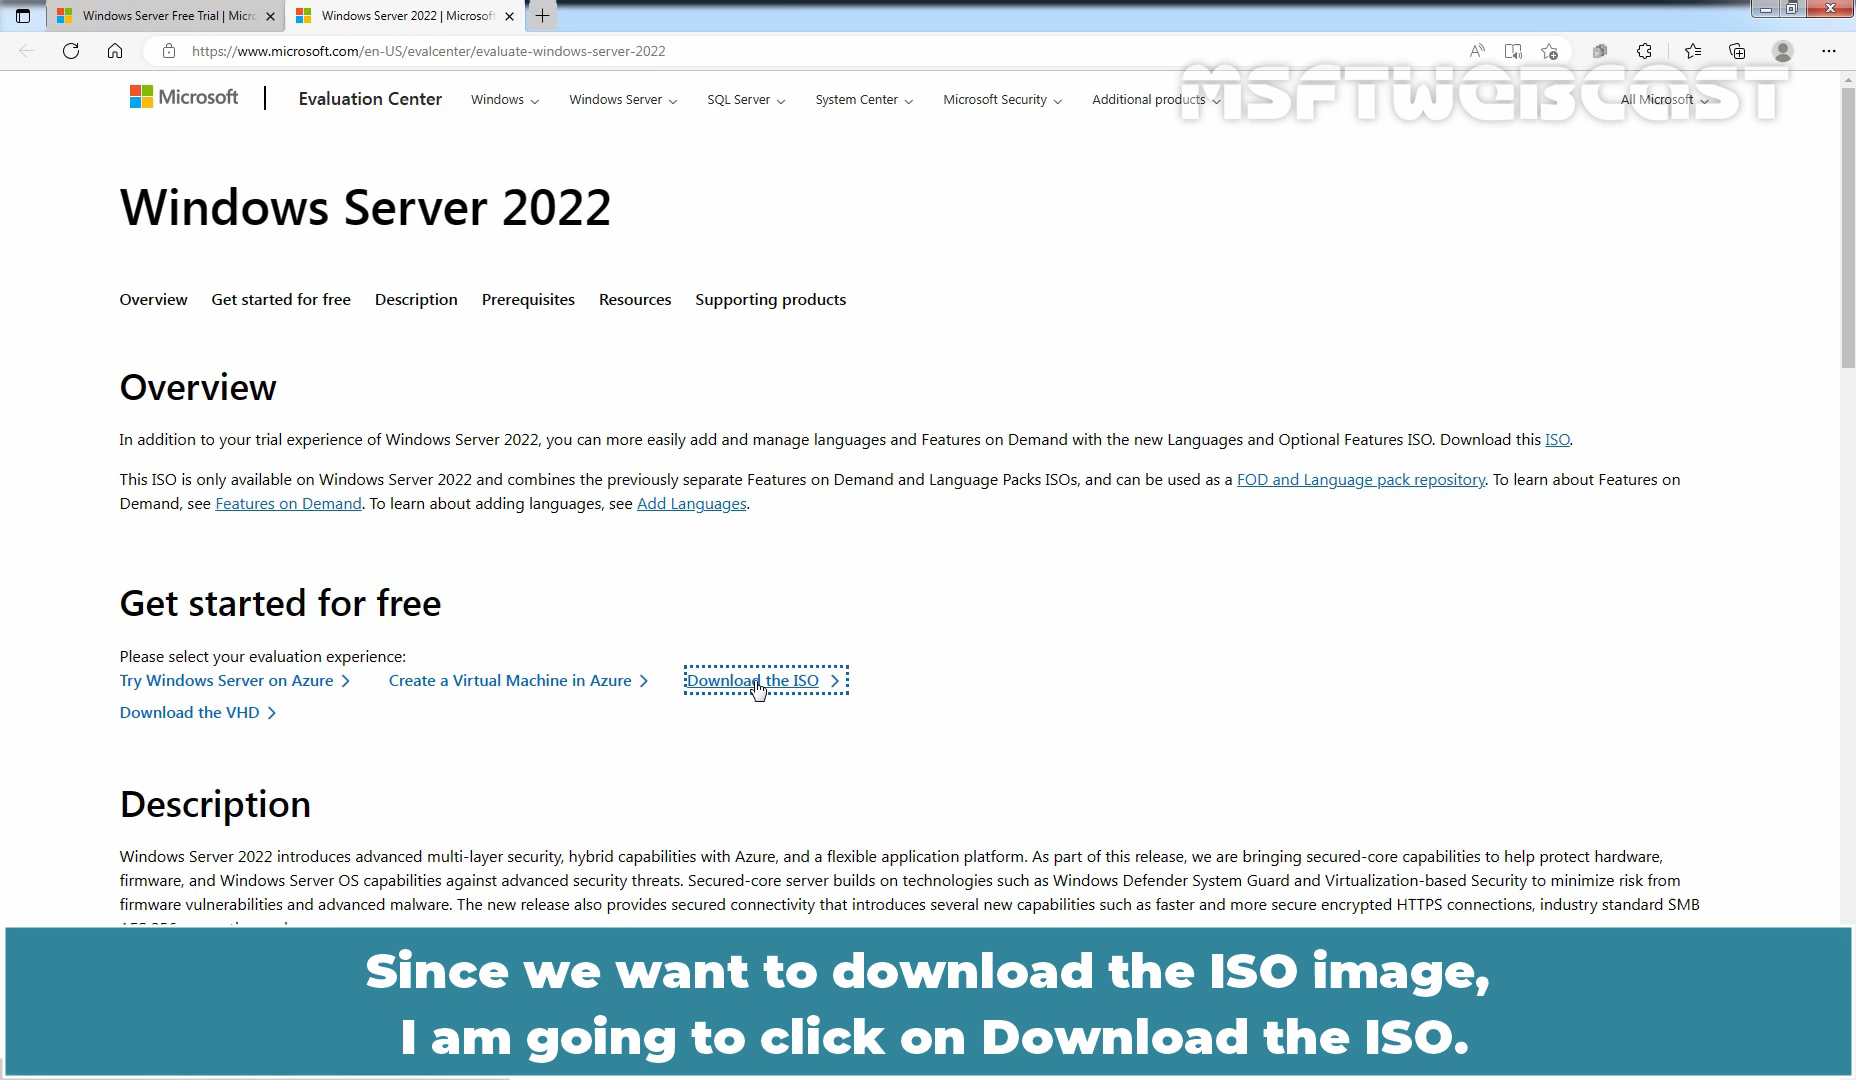 Windows Server Free Trial | Micr
Windows Server 2022 | Microsoft
https://www.microsoft.com/en-US/evalcenter/evaluate-windows-server-2022
MSFTWEBCAST
Microsoft
Evaluation Center
Windows
Windows Server
SQL Server
System Center
Microsoft Security
Additional products
All Microsoft
Windows Server 2022
Overview
Get started for free
Description
Prerequisites
Resources
Supporting products
Overview
In addition to your trial experience of Windows Server 2022, you can more easily add and manage languages and Features on Demand with the new Languages and Optional Features ISO. Download this ISO.
This ISO is only available on Windows Server 2022 and combines the previously separate Features on Demand and Language Packs ISOs, and can be used as a FOD and Language pack repository. To learn about Features on
Demand, see Features on Demand. To learn about adding languages, see Add Languages.
Get started for free
Please select your evaluation experience:
Try Windows Server on Azure
Create a Virtual Machine in Azure
Download the ISO
Download the VHD
Description
Windows Server 2022 introduces advanced multi-layer security, hybrid capabilities with Azure, and a flexible application platform. As part of this release, we are bringing secured-core capabilities to help protect hardware,
firmware, and Windows Server OS capabilities against advanced security threats. Secured-core server builds on technologies such as Windows Defender System Guard and Virtualization-based Security to minimize risk from
firmware vulnerabilities and advanced malware. The new release also provides secured connectivity that introduces several new capabilities such as faster and more secure encrypted HTTPS connections, industry standard SMB
Since we want to download the ISO image,
I am going to click on Download the ISO.